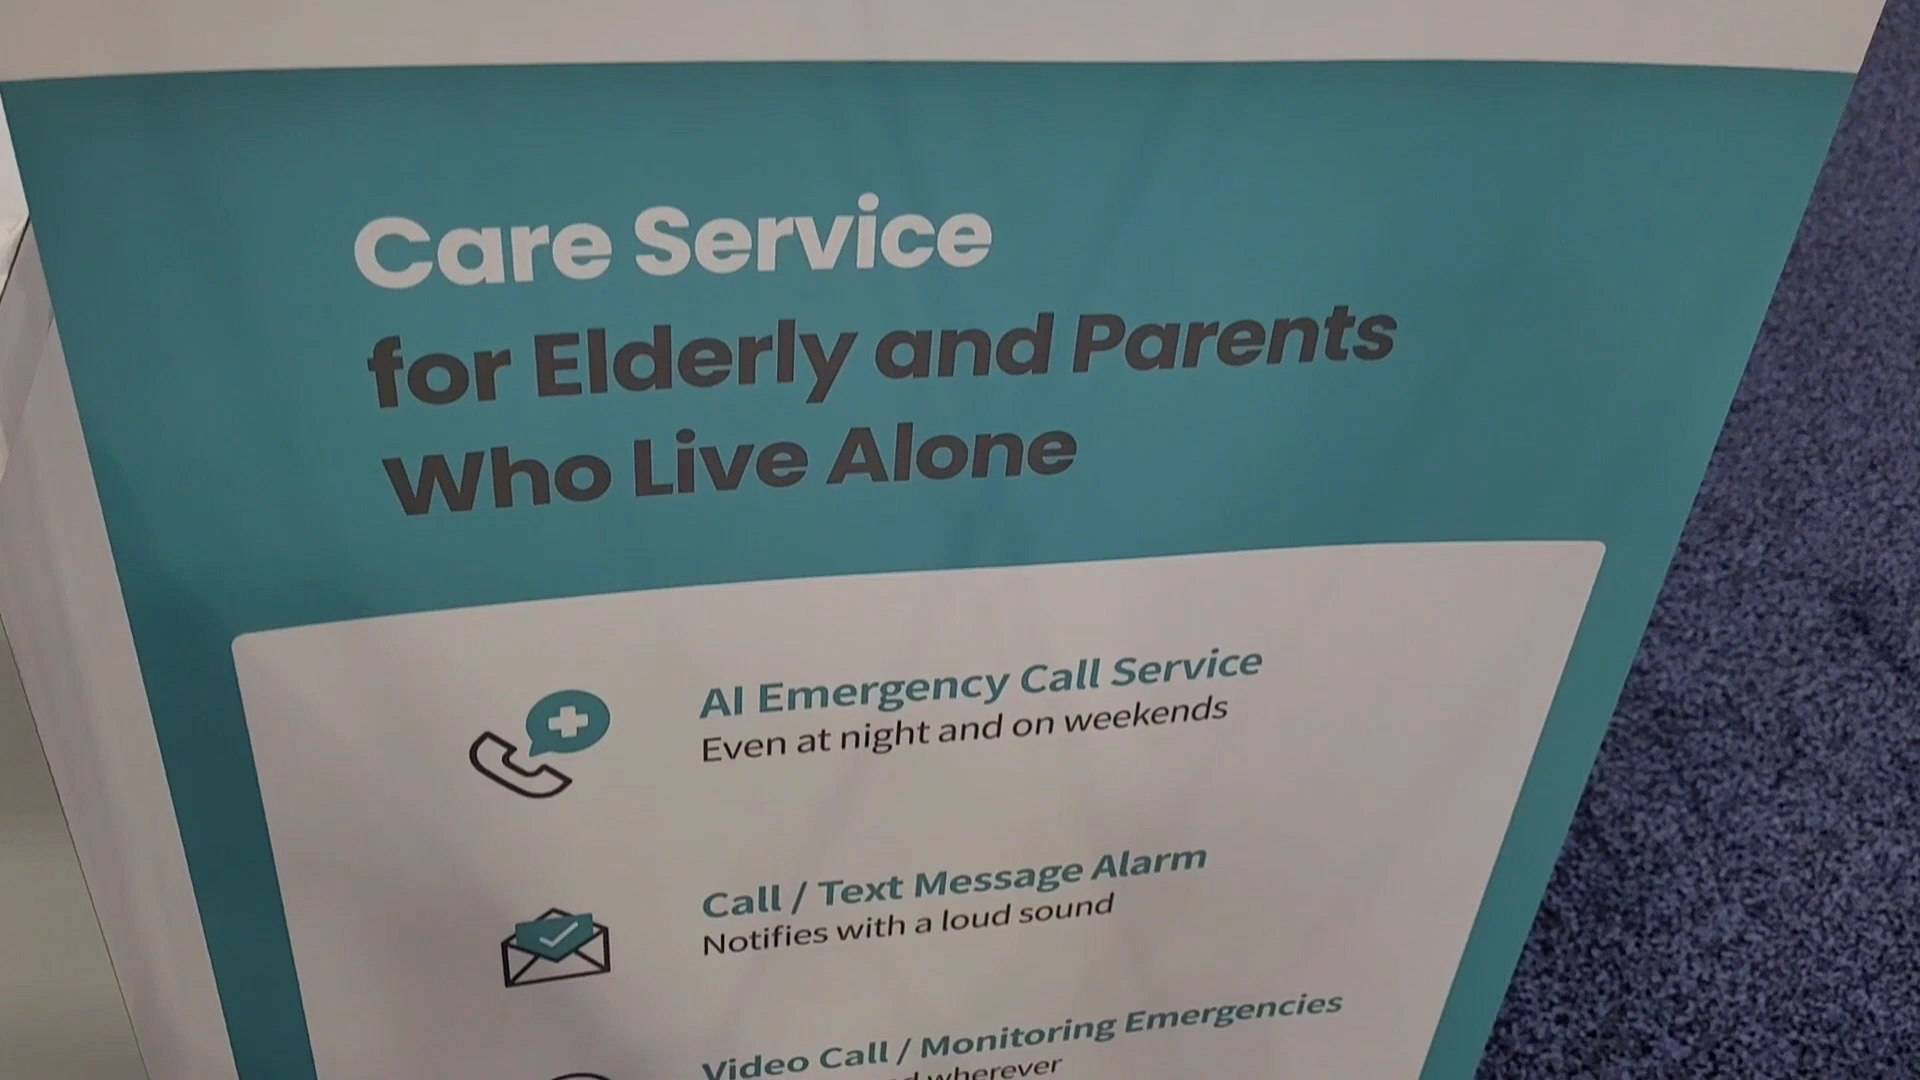 Care Service
for Elderly and Parents
Who Live Alone
AI Emergency Call Service
Even at night and on weekends
Call / Text Message Alarm
Notifies with a loud sound
Video Call / Monitoring Emergencies
wherever